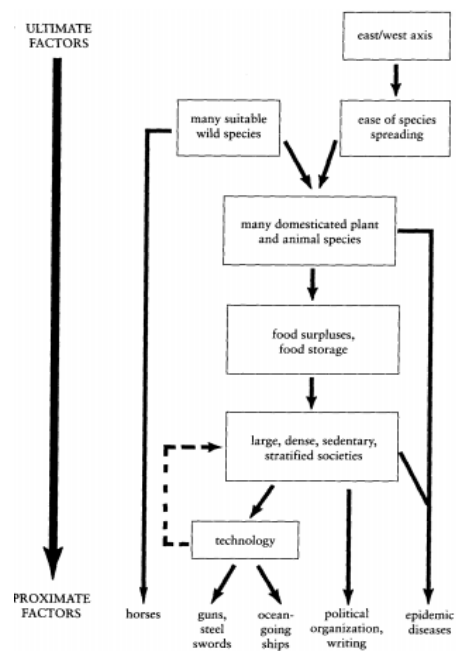 ULTIMATE
FACTORS
east/west axis
many suitable
wild species
ease of species
spreading
many domesticated plant
and animal species
food surpluses,
food storage
large, dense, sedentary,
stratified societies
technology
PROXIMATE
FACTORS
horses
guns,
steel
swords
ocean-
going
ships
political
organization,
writing
epidemic
diseases